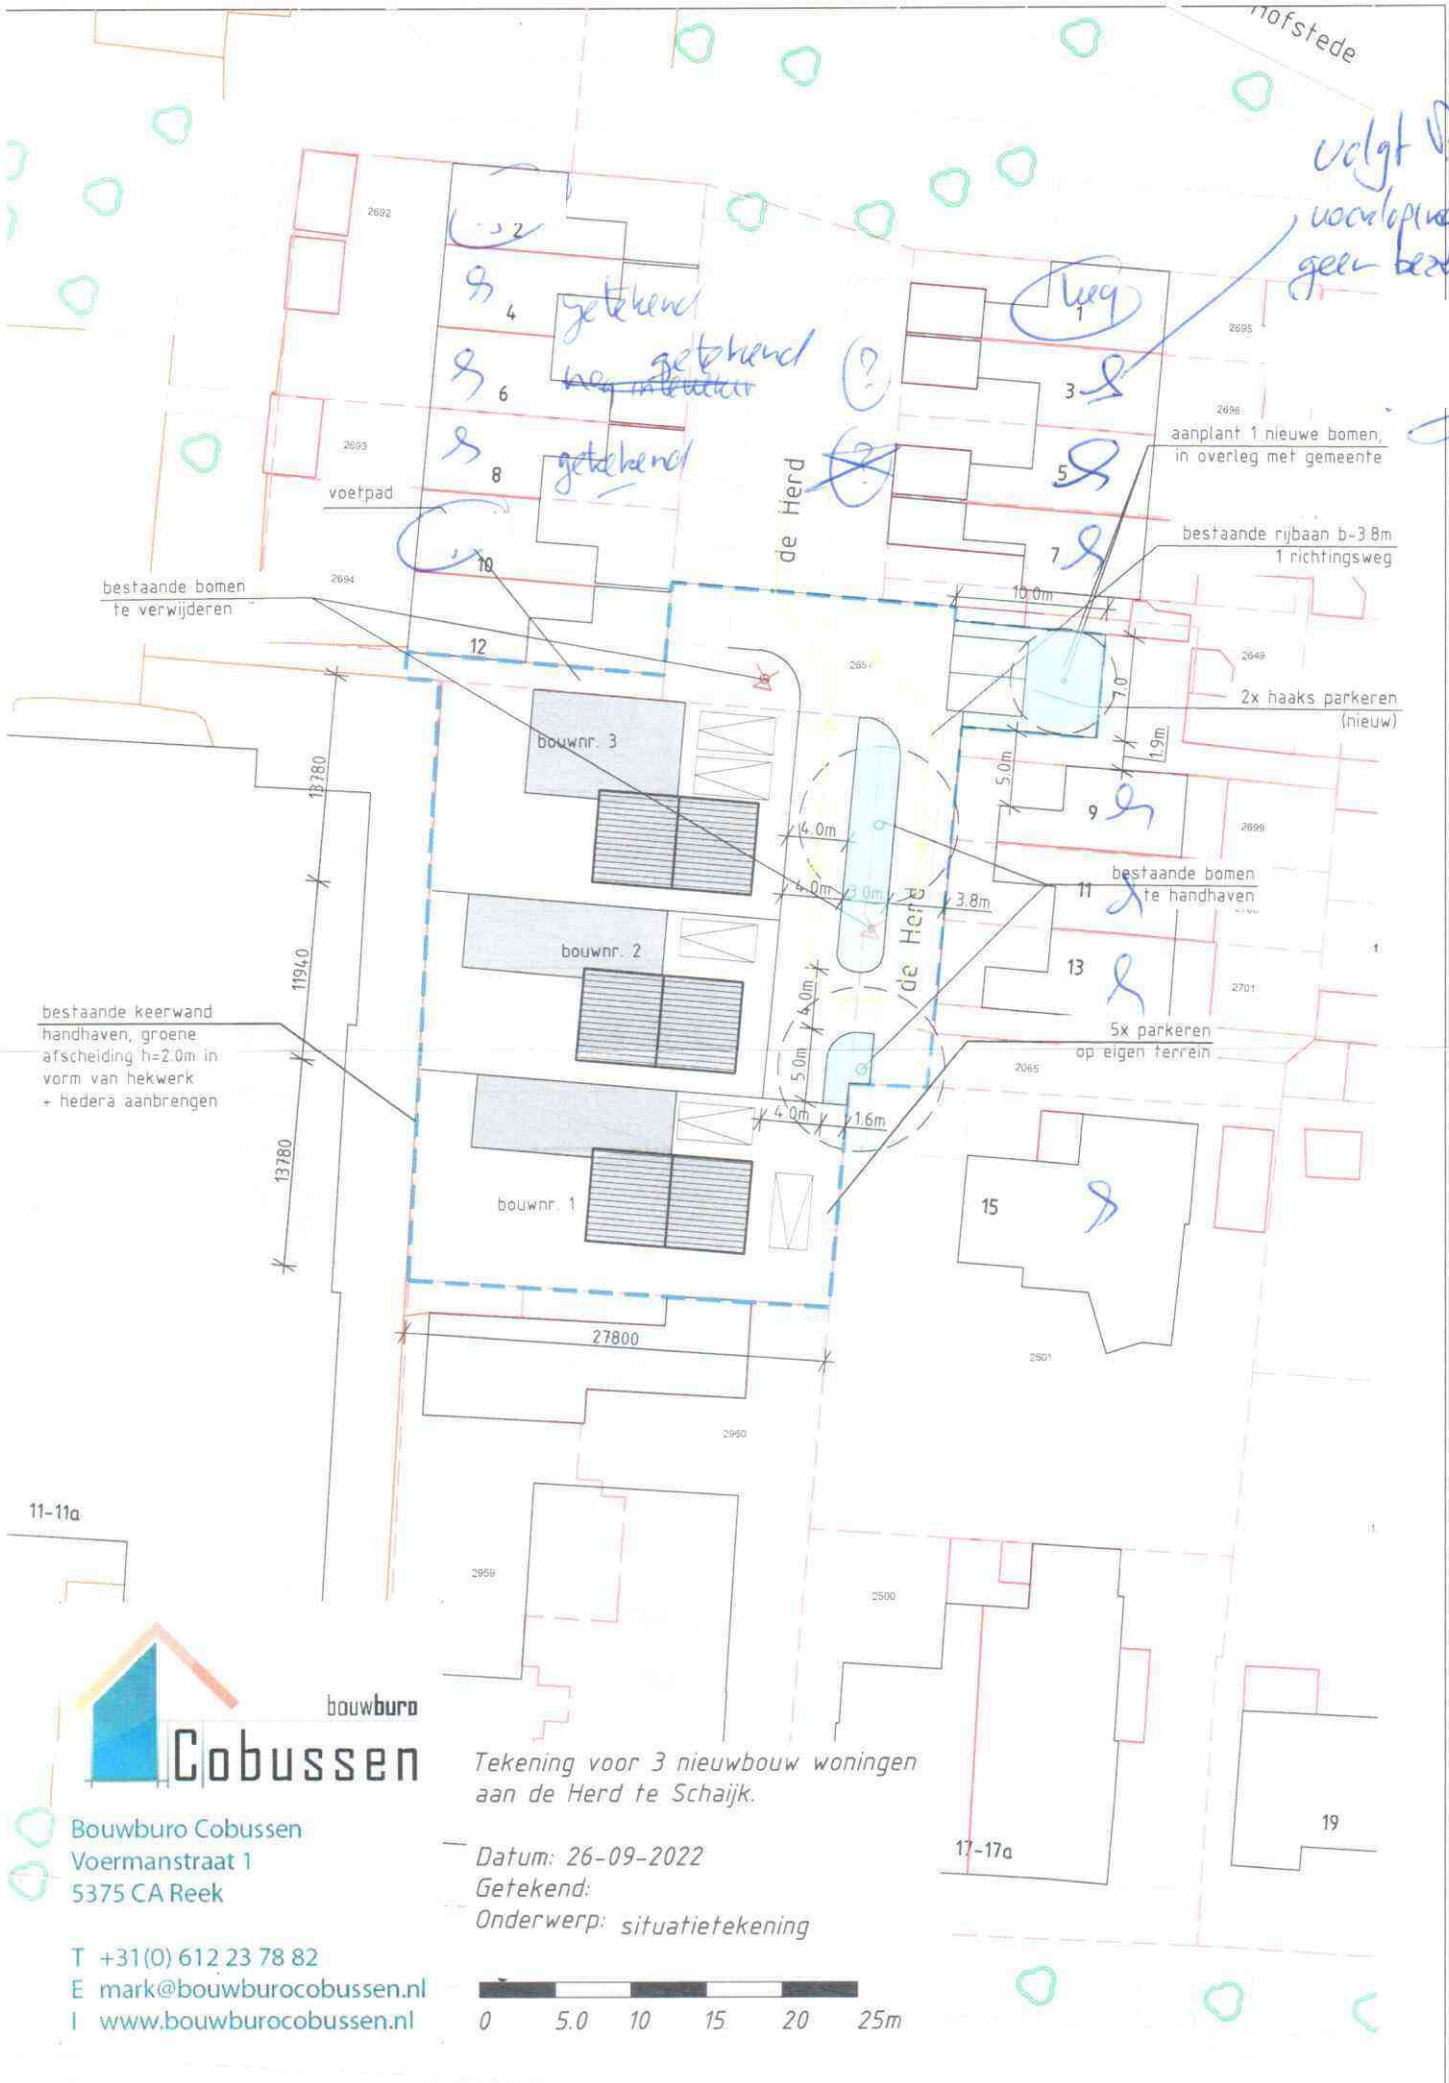 Hofstede
2692
2
4
getekend
getekend
6
8
getekend
2693
voetpad
10
2694
12
bestaande bomen
te verwijderen
volgt
geen
1
2695
3
2696
aanplant 1 nieuwe bomen,
in overleg met gemeente
5
de Herd
bestaande rijbaan b-3.8m
1 richtingsweg
7
10.0m
2649
7.0
2x haaks parkeren
(nieuw)
1.9m
5.0m
bouwnr. 3
13780
9
2699
4.0m
4.0m
3.0m
3.8m
bestaande bomen
te handhaven
11
de Herd
bouwnr. 2
11940
13
2701
4.0m
5.0m
5x parkeren
op eigen terrein
2065
bestaande keerwand
handhaven, groene
afscheiding h=2.0m in
vorm van hekwerk
+ hedera aanbrengen
4.0m
1.6m
13780
bouwnr. 1
15
27800
2501
2960
11-11a
2959
2500
17-17a
19
bouwburo
Cobussen
Bouwburo Cobussen
Voermanstraat 1
5375 CA Reek
T +31(0) 612 23 78 82
E mark@bouwburocobussen.nl
I www.bouwburocobussen.nl
Tekening voor 3 nieuwbouw woningen
aan de Herd te Schaijk.
Datum: 26-09-2022
Getekend:
Onderwerp: situatietekening
0 5.0 10 15 20 25m